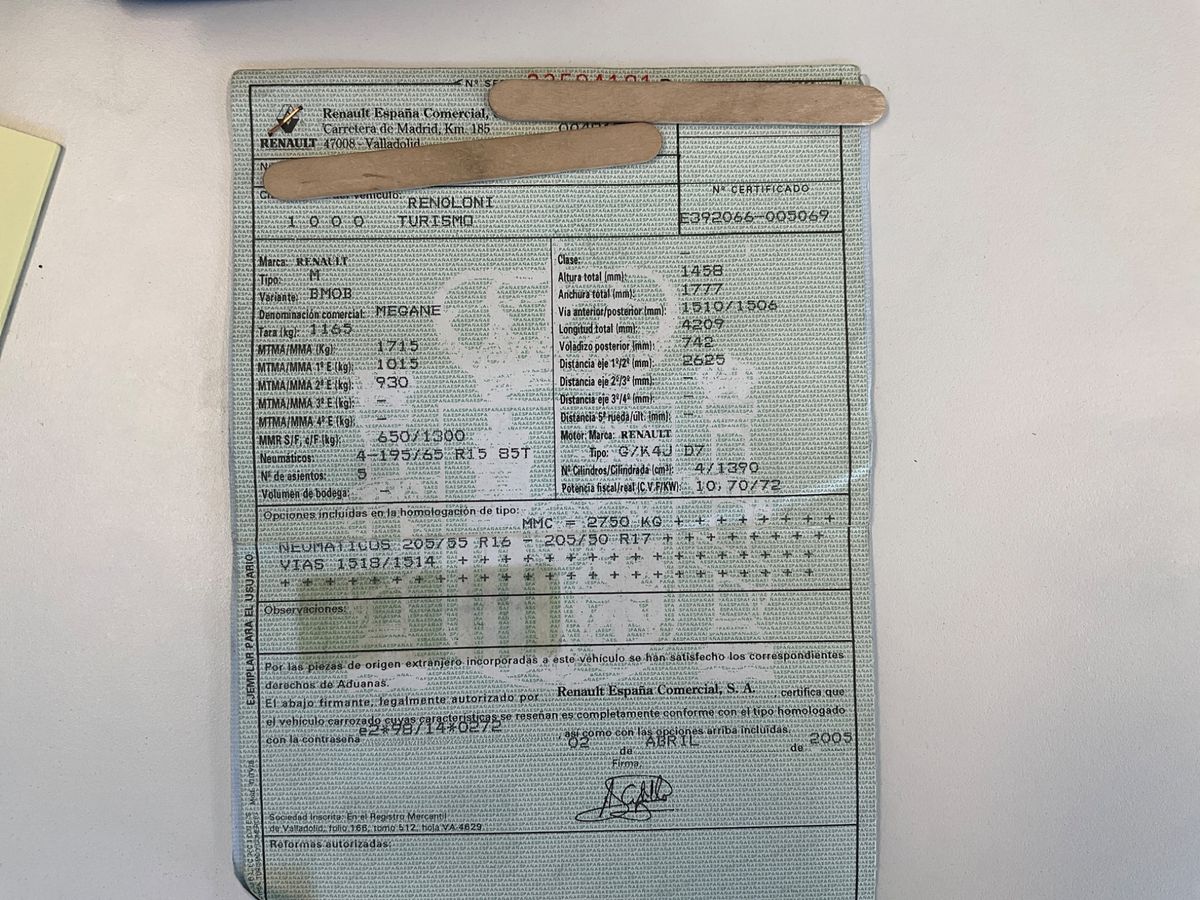 Nº SE
Renault España Comercial,
Carretera de Madrid, Km. 185
RENAULT 47008 - Valladolid
vehículo: RENOLONI
1 0 0 0 TURISMO
Nº CERTIFICADO
E392066-005069
Marca: RENAULT
Tipo: M
Variante: BMOB
Denominación comercial: MEGANE
Tara (kg): 1165
MTMA/MMA (Kg): 1715
MTMA/MMA 1º E (kg): 1015
MTMA/MMA 2º E (kg): 930
MTMA/MMA 3º E (kg): -
MTMA/MMA 4º E (kg): -
MMR S/F, c/F (kg): 650/1300
Neumáticos: 4-195/65 R15 85T
Nº de asientos: 5
Volumen de bodega: -
Clase: -
Altura total (mm): 1458
Anchura total (mm): 1777
Vía anterior/posterior (mm): 1510/1506
Longitud total (mm): 4209
Voladizo posterior (mm): 742
Distancia eje 1º/2º (mm): 2625
Distancia eje 2º/3º (mm): -
Distancia eje 3º/4º (mm): -
Distancia 5ª rueda/últ. (mm): -
Motor: Marca: RENAULT
Tipo: G/K4J D7
Nº Cilindros/Cilindrada (cm³): 4/1390
Potencia fiscal/real (C.V.F/KW): 10,70/72
Opciones incluidas en la homologación de tipo:
MMC = 2750 KG + + + + + + + + +
NEUMATICOS 205/55 R16 - 205/50 R17 + + + + + + + + +
VIAS 1518/1514 + + + + + + + + + + + + + + + + + + + +
+ + + + + + + + + + + + + + + + + + + + + + + + + + + + +
Observaciones:
Por las piezas de origen extranjero incorporadas a este vehículo se han satisfecho los correspondientes
derechos de Aduanas.
El abajo firmante, legalmente autorizado por Renault España Comercial, S. A. certifica que
el vehículo carrozado cuyas características se reseñan es completamente conforme con el tipo homologado
con la contraseña e2*98/14*0272 así como con las opciones arriba incluidas.
02 de ABRIL de 2005
Firma,
Sociedad Inscrita: En el Registro Mercantil
de Valladolid, folio 166, tomo 512, hoja VA-4629
Reformas autorizadas:
EJEMPLAR PARA EL USUARIO